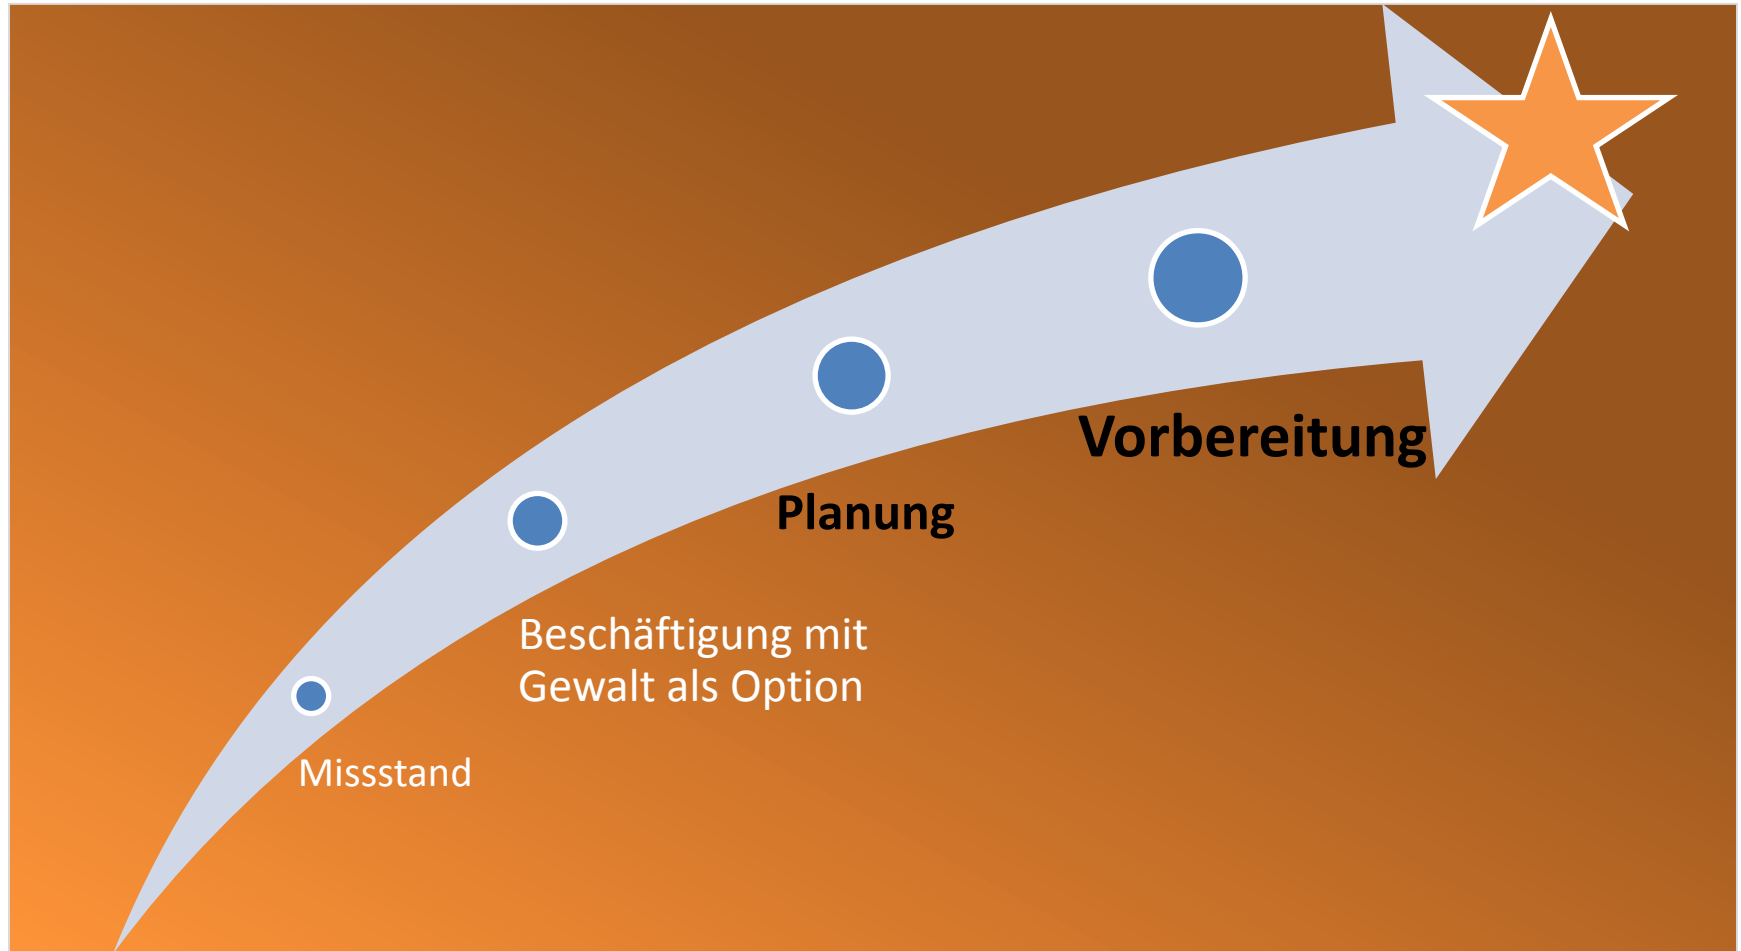 Vorbereitung
Planung
Beschäftigung mit
Gewalt als Option
Missstand